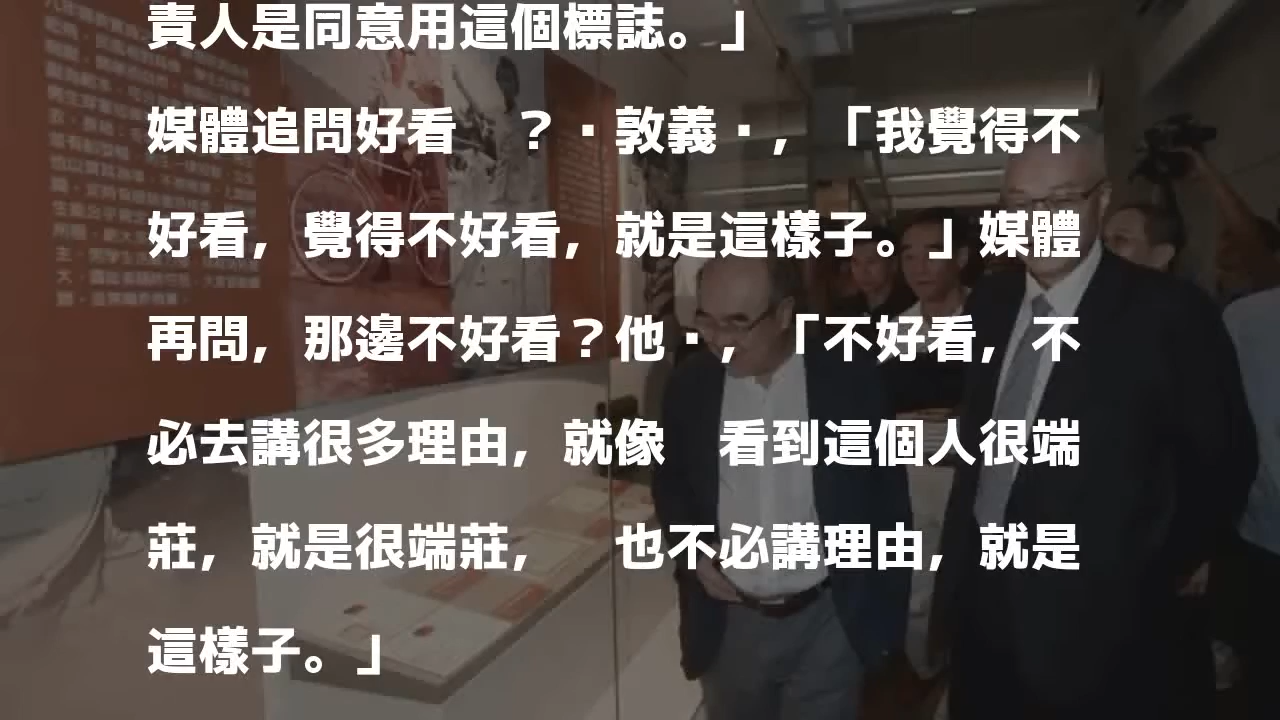 責人是同意用這個標誌。」
媒體追問好看　？▪敦義▪，「我覺得不
好看，覺得不好看，就是這樣子。」媒體
再問，那邊不好看？他▪，「不好看，不
必去講很多理由，就像　看到這個人很端
莊，就是很端莊，　也不必講理由，就是
這樣子。」